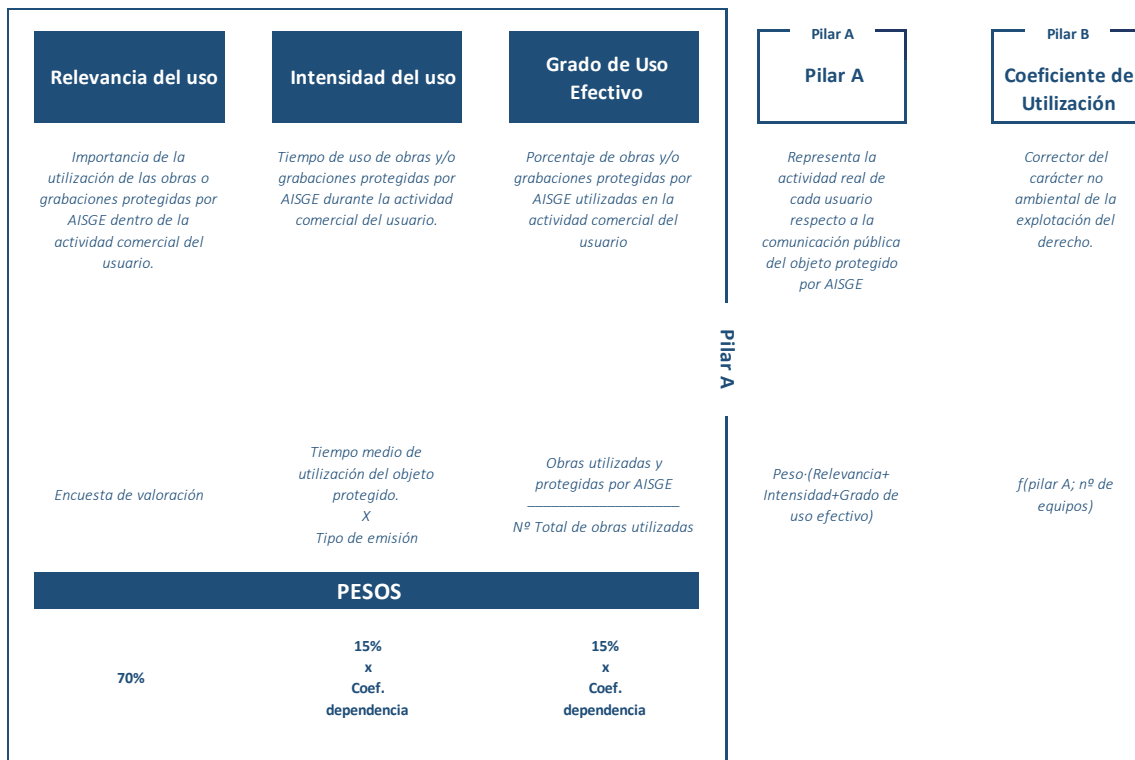 Relevancia del uso
Intensidad del uso
Grado de Uso
Efectivo
Pilar A
Pilar A
Pilar B
Coeficiente de
Utilización
Importancia de la
utilización de las obras o
grabaciones protegidas por
AISGE dentro de la
actividad comercial del
usuario.
Tiempo de uso de obras y/o
grabaciones protegidas por
AISGE durante la actividad
comercial del usuario.
Porcentaje de obras y/o
grabaciones protegidas por
AISGE utilizadas en la
actividad comercial del
usuario
Representa la
actividad real de
cada usuario
respecto a la
comunicación pública
del objeto protegido
por AISGE
Corrector del
carácter no
ambiental de la
explotación del
derecho.
Pilar A
Encuesta de valoración
Tiempo medio de
utilización del objeto
protegido.
X
Tipo de emisión
Obras utilizadas y
protegidas por AISGE
Nº Total de obras utilizadas
Peso·(Relevancia+
Intensidad+Grado de
uso efectivo)
f(pilar A; nº de
equipos)
PESOS
70%
15%
x
Coef.
dependencia
15%
x
Coef.
dependencia